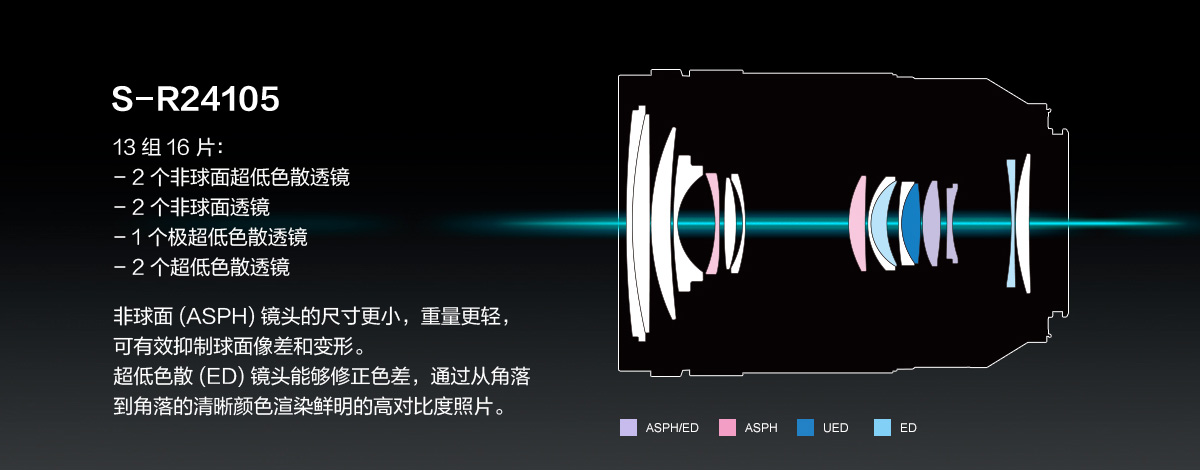 S-R24105
13 组 16 片：
- 2 个非球面超低色散透镜
- 2 个非球面透镜
- 1 个极超低色散透镜
- 2 个超低色散透镜
非球面 (ASPH) 镜头的尺寸更小，重量更轻，
可有效抑制球面像差和变形。
超低色散 (ED) 镜头能够修正色差，通过从角落
到角落的清晰颜色渲染鲜明的高对比度照片。
ASPH/ED ASPH UED ED